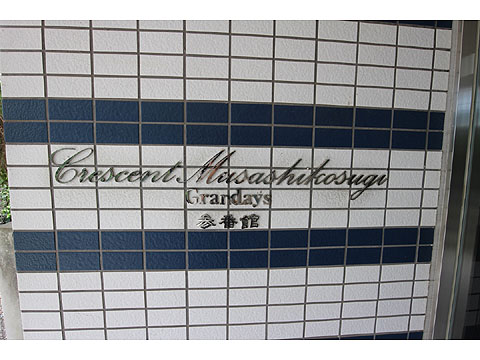 Crescent Musashikosugi
Grandays
参番館